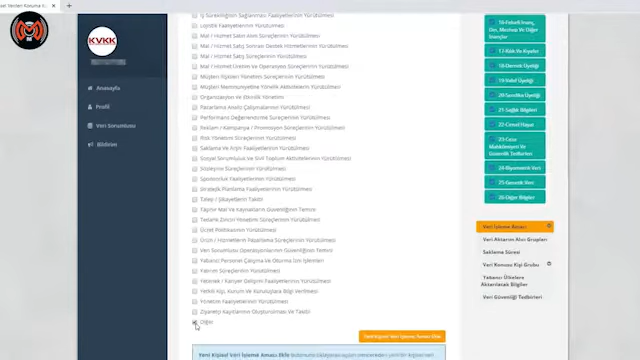 KVKK
Anasayfa
Profil
Veri Sorumlusu
Bildirim
İş Sürekliliğinin Sağlanması Faaliyetlerinin Yürütülmesi
Lojistik Faaliyetlerinin Yürütülmesi
Mal / Hizmet Satın Alım Süreçlerinin Yürütülmesi
Mal / Hizmet Satış Sonrası Destek Hizmetlerinin Yürütülmesi
Mal / Hizmet Satış Süreçlerinin Yürütülmesi
Mal / Hizmet Üretim ve Operasyon Süreçlerinin Yürütülmesi
Müşteri İlişkileri Yönetimi Süreçlerinin Yürütülmesi
Müşteri Memnuniyetine Yönelik Aktivitelerin Yürütülmesi
Organizasyon ve Etkinlik Yönetimi
Pazarlama Analiz Çalışmalarının Yürütülmesi
Performans Değerlendirme Süreçlerinin Yürütülmesi
Reklam / Kampanya / Promosyon Süreçlerinin Yürütülmesi
Risk Yönetimi Süreçlerinin Yürütülmesi
Saklama Ve Arşiv Faaliyetlerinin Yürütülmesi
Sosyal Sorumluluk Ve Sivil Toplum Aktivitelerinin Yürütülmesi
Sözleşme Süreçlerinin Yürütülmesi
Sponsorluk Faaliyetlerinin Yürütülmesi
Stratejik Planlama Faaliyetlerinin Yürütülmesi
Talep / Şikayetlerin Takibi
Taşınır Mal Ve Kaynakların Güvenliğinin Temini
Tedarik Zinciri Yönetimi Süreçlerinin Yürütülmesi
Ücret Politikasının Yürütülmesi
Ürün / Hizmetlerin Pazarlama Süreçlerinin Yürütülmesi
Veri Sorumlusu Operasyonlarının Güvenliğinin Temini
Yabancı Personel Çalışma Ve Oturma İzni İşlemleri
Yatırım Süreçlerinin Yürütülmesi
Yetenek / Kariyer Gelişimi Faaliyetlerinin Yürütülmesi
Yetkili Kişi, Kurum Ve Kuruluşlara Bilgi Verilmesi
Yönetim Faaliyetlerinin Yürütülmesi
Ziyaretçi Kayıtlarının Oluşturulması Ve Takibi
Diğer
Yeni Kişisel Veri İşleme Amacı Ekle
Yeni Kişisel Veri İşleme Amacı Ekle
16-Felsefi İnanç,
Din, Mezhep Ve Diğer
İnançlar
17-Kılık Ve Kıyafet
18-Dernek Üyeliği
19-Vakıf Üyeliği
20-Sendika Üyeliği
21-Sağlık Bilgileri
22-Cinsel Hayat
23-Ceza
Mahkumiyeti Ve
Güvenlik Tedbirleri
24-Biyometrik Veri
25-Genetik Veri
26-Diğer Bilgiler
Veri İşleme Amacı
Veri Aktarım Alıcı Grupları
Saklama Süresi
Veri Konusu Kişi Grubu
Yabancı Ülkelere
Aktarılacak Bilgiler
Veri Güvenliği Tedbirleri